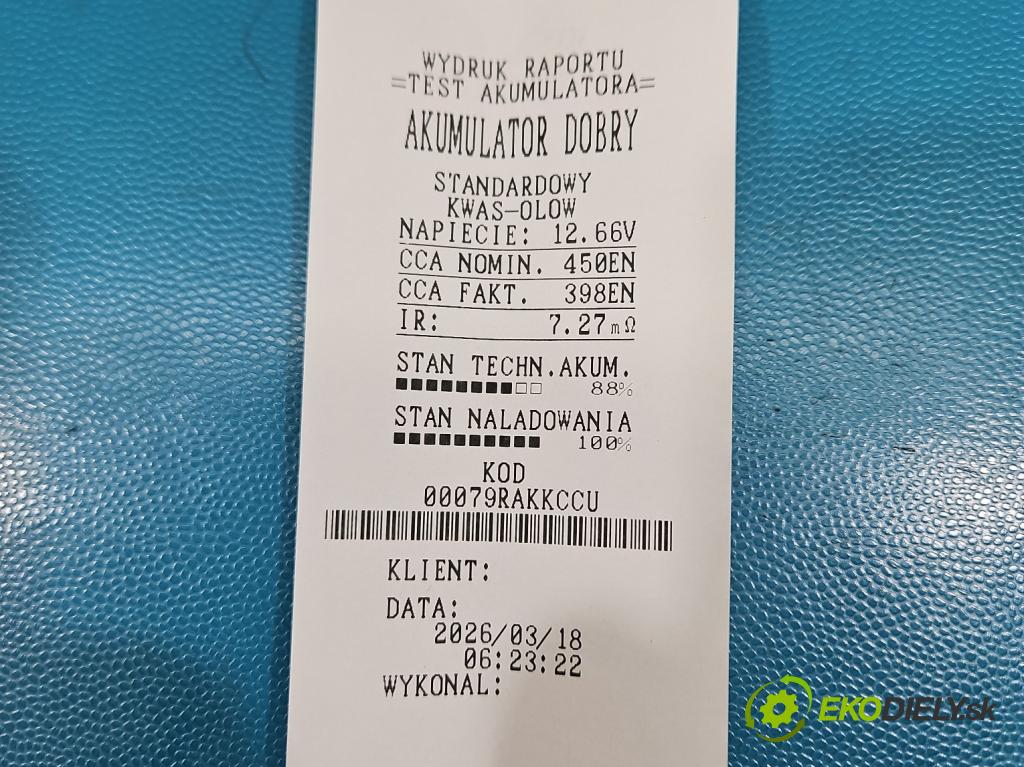 WYDRUK RAPORTU
=TEST AKUMULATORA=
AKUMULATOR DOBRY
STANDARDOWY
KWAS-OLOW
NAPIECIE: 12.66V
CCA NOMIN. 450EN
CCA FAKT. 398EN
IR: 7.27mΩ
STAN TECHN.AKUM.
88%
STAN NALADOWANIA
100%
KOD
00079RAKKCCU
KLIENT:
DATA:
2026/03/18
06:23:22
WYKONAL:
EKODIELY.sk